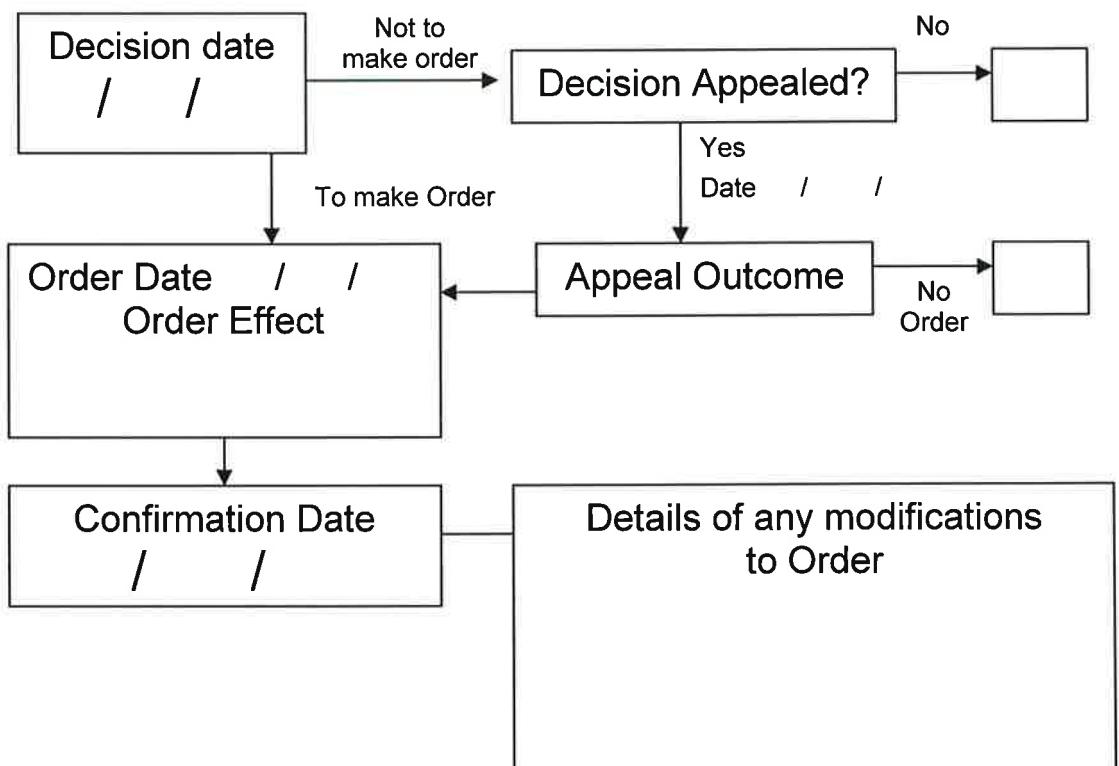 Decision date
/ /
Not to
make order
Decision Appealed?
No
Yes
Date / /
To make Order
Order Date / /
Order Effect
Appeal Outcome
No
Order
Confirmation Date
/ /
Details of any modifications
to Order